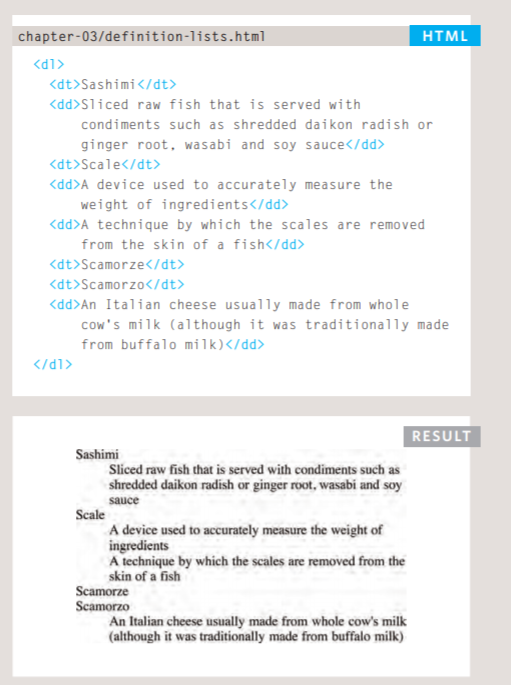 chapter-03/definition-lists.html
HTML
<dl>
<dt>Sashimi</dt>
<dd>Sliced raw fish that is served with
condiments such as shredded daikon radish or
ginger root, wasabi and soy sauce</dd>
<dt>Scale</dt>
<dd>A device used to accurately measure the
weight of ingredients</dd>
<dd>A technique by which the scales are removed
from the skin of a fish</dd>
<dt>Scamorze</dt>
<dt>Scamorzo</dt>
<dd>An Italian cheese usually made from whole
cow's milk (although it was traditionally made
from buffalo milk)</dd>
</dl>
RESULT
Sashimi
Sliced raw fish that is served with condiments such as
shredded daikon radish or ginger root, wasabi and soy
sauce
Scale
A device used to accurately measure the weight of
ingredients
A technique by which the scales are removed from the
skin of a fish
Scamorze
Scamorzo
An Italian cheese usually made from whole cow's milk
(although it was traditionally made from buffalo milk)